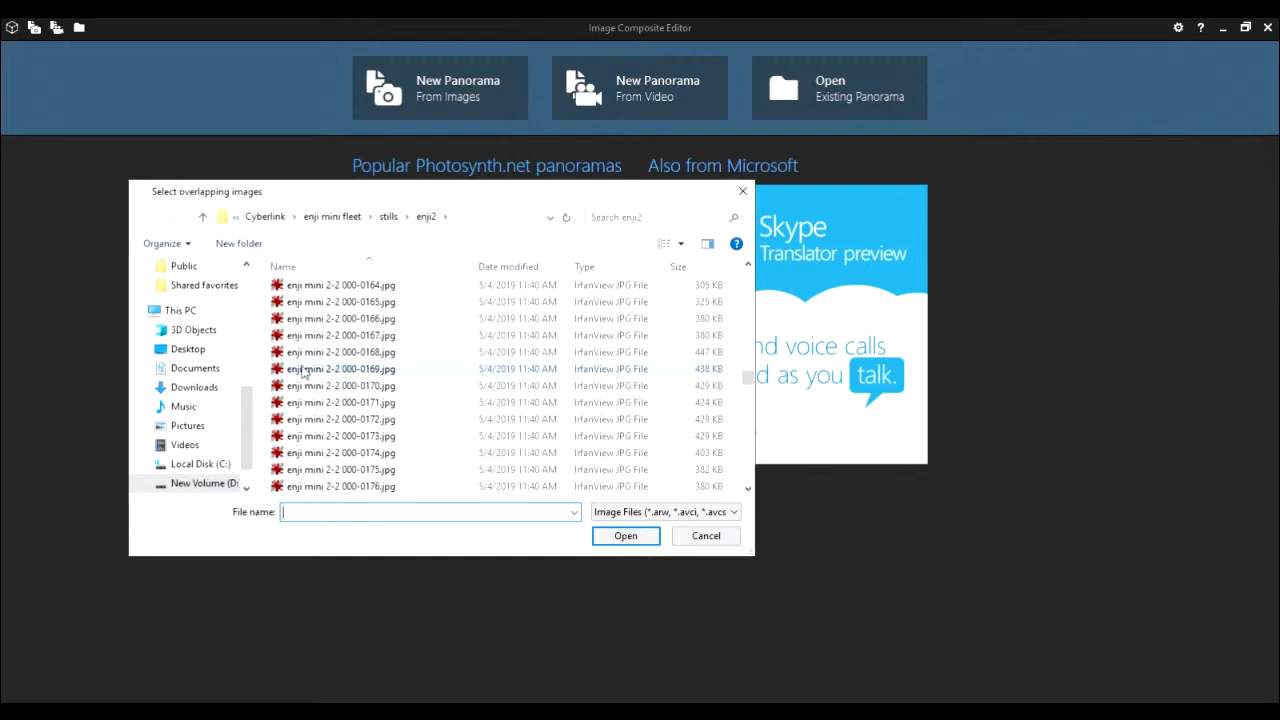 Image Composite Editor
New Panorama
From Images
New Panorama
From Video
Open
Existing Panorama
Popular Photosynth.net panoramas
Also from Microsoft
Select overlapping images
« Cyberlink › enji mini fleet › stills › enji2 ›
Search enji2
Organize
New folder
Public
Shared favorites
This PC
3D Objects
Desktop
Documents
Downloads
Music
Pictures
Videos
Local Disk (C:)
New Volume (D:
Name Date modified Type Size
enji mini 2-2 000-0164.jpg 5/4/2019 11:40 AM IrfanView JPG File 305 KB
enji mini 2-2 000-0165.jpg 5/4/2019 11:40 AM IrfanView JPG File 325 KB
enji mini 2-2 000-0166.jpg 5/4/2019 11:40 AM IrfanView JPG File 380 KB
enji mini 2-2 000-0167.jpg 5/4/2019 11:40 AM IrfanView JPG File 380 KB
enji mini 2-2 000-0168.jpg 5/4/2019 11:40 AM IrfanView JPG File 447 KB
enji mini 2-2 000-0169.jpg 5/4/2019 11:40 AM IrfanView JPG File 438 KB
enji mini 2-2 000-0170.jpg 5/4/2019 11:40 AM IrfanView JPG File 429 KB
enji mini 2-2 000-0171.jpg 5/4/2019 11:40 AM IrfanView JPG File 424 KB
enji mini 2-2 000-0172.jpg 5/4/2019 11:40 AM IrfanView JPG File 429 KB
enji mini 2-2 000-0173.jpg 5/4/2019 11:40 AM IrfanView JPG File 429 KB
enji mini 2-2 000-0174.jpg 5/4/2019 11:40 AM IrfanView JPG File 403 KB
enji mini 2-2 000-0175.jpg 5/4/2019 11:40 AM IrfanView JPG File 382 KB
enji mini 2-2 000-0176.jpg 5/4/2019 11:40 AM IrfanView JPG File 380 KB
File name:
Image Files (*.arw, *.avci, *.avcs
Open
Cancel
Skype
Translator preview
nd voice calls
d as you talk.